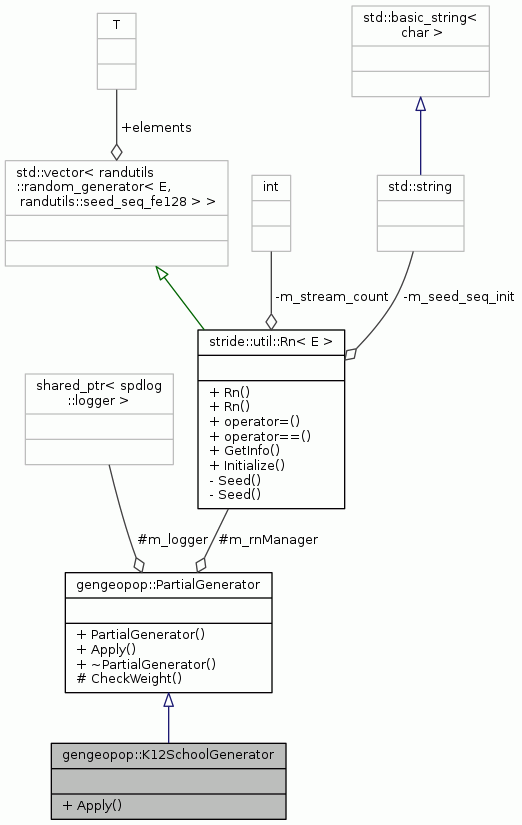 T
std::basic_string<
char >
+elements
std::vector< randutils
::random_generator< E,
randutils::seed_seq_fe128 > >
int
std::string
-m_stream_count
-m_seed_seq_init
stride::util::Rn< E >
+ Rn()
+ Rn()
+ operator=()
+ operator==()
+ GetInfo()
+ Initialize()
- Seed()
- Seed()
shared_ptr< spdlog
::logger >
#m_logger
#m_rnManager
gengeopop::PartialGenerator
+ PartialGenerator()
+ Apply()
+ ~PartialGenerator()
# CheckWeight()
gengeopop::K12SchoolGenerator
+ Apply()